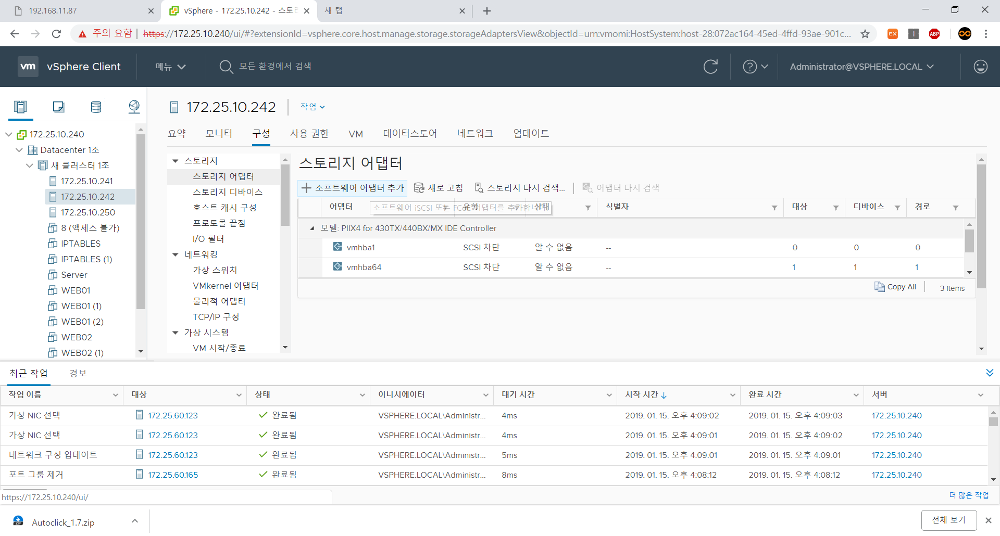 192.168.11.87
vSphere - 172.25.10.242 - 스토
새 탭
주의 요함 | https://172.25.10.240/ui/#?extensionId=vsphere.core.host.manage.storage.storageAdaptersView&objectId=urn:vmomi:HostSystem:host-28:072ac164-45ed-4ffd-93ae-901c...
EX
ABP
vm vSphere Client
메뉴
모든 환경에서 검색
Administrator@VSPHERE.LOCAL
172.25.10.240
Datacenter 1조
새 클러스터 1조
172.25.10.241
172.25.10.242
172.25.10.250
8 (액세스 불가)
IPTABLES
IPTABLES (1)
Server
WEB01
WEB01 (1)
WEB01 (2)
WEB02
WEB02 (1)
172.25.10.242 작업
요약 모니터 구성 사용 권한 VM 데이터스토어 네트워크 업데이트
스토리지
스토리지 어댑터
스토리지 디바이스
호스트 캐시 구성
프로토콜 끝점
I/O 필터
네트워킹
가상 스위치
VMkernel 어댑터
물리적 어댑터
TCP/IP 구성
가상 시스템
VM 시작/종료
스토리지 어댑터
소프트웨어 어댑터 추가 새로 고침 스토리지 다시 검색... 어댑터 다시 검색
어댑터 유형 상태 식별자 대상 디바이스 경로
소프트웨어 iSCSI 또는 FCoE 어댑터를 추가합니다.
모델: PIIX4 for 430TX/440BX/MX IDE Controller
vmhba1 SCSI 차단 알 수 없음 -- 0 0 0
vmhba64 SCSI 차단 알 수 없음 -- 1 1 1
Copy All 3 items
최근 작업 경보
작업 이름 대상 상태 이니시에이터 대기 시간 시작 시간 완료 시간 서버
가상 NIC 선택 172.25.60.123 완료됨 VSPHERE.LOCAL\Administr... 4ms 2019. 01. 15. 오후 4:09:02 2019. 01. 15. 오후 4:09:03 172.25.10.240
가상 NIC 선택 172.25.60.123 완료됨 VSPHERE.LOCAL\Administr... 4ms 2019. 01. 15. 오후 4:09:01 2019. 01. 15. 오후 4:09:02 172.25.10.240
네트워크 구성 업데이트 172.25.60.123 완료됨 VSPHERE.LOCAL\Administr... 5ms 2019. 01. 15. 오후 4:09:01 2019. 01. 15. 오후 4:09:01 172.25.10.240
포트 그룹 제거 172.25.60.165 완료됨 VSPHERE.LOCAL\Administr... 8ms 2019. 01. 15. 오후 4:08:12 2019. 01. 15. 오후 4:08:12 172.25.10.240
https://172.25.10.240/ui/
더 많은 작업
Autoclick_1.7.zip
전체 보기